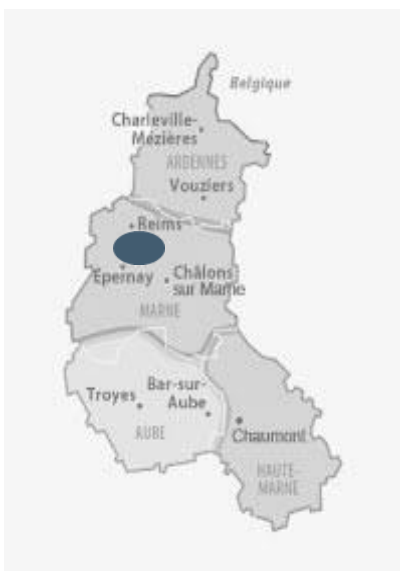 Belgique
Charleville-
Mézières
ARDENNES
Vouziers
Reims
Epernay
Châlons
sur Marne
MARNE
Troyes
Bar-sur-
Aube
AUBE
Chaumont
HAUTE-
MARNE